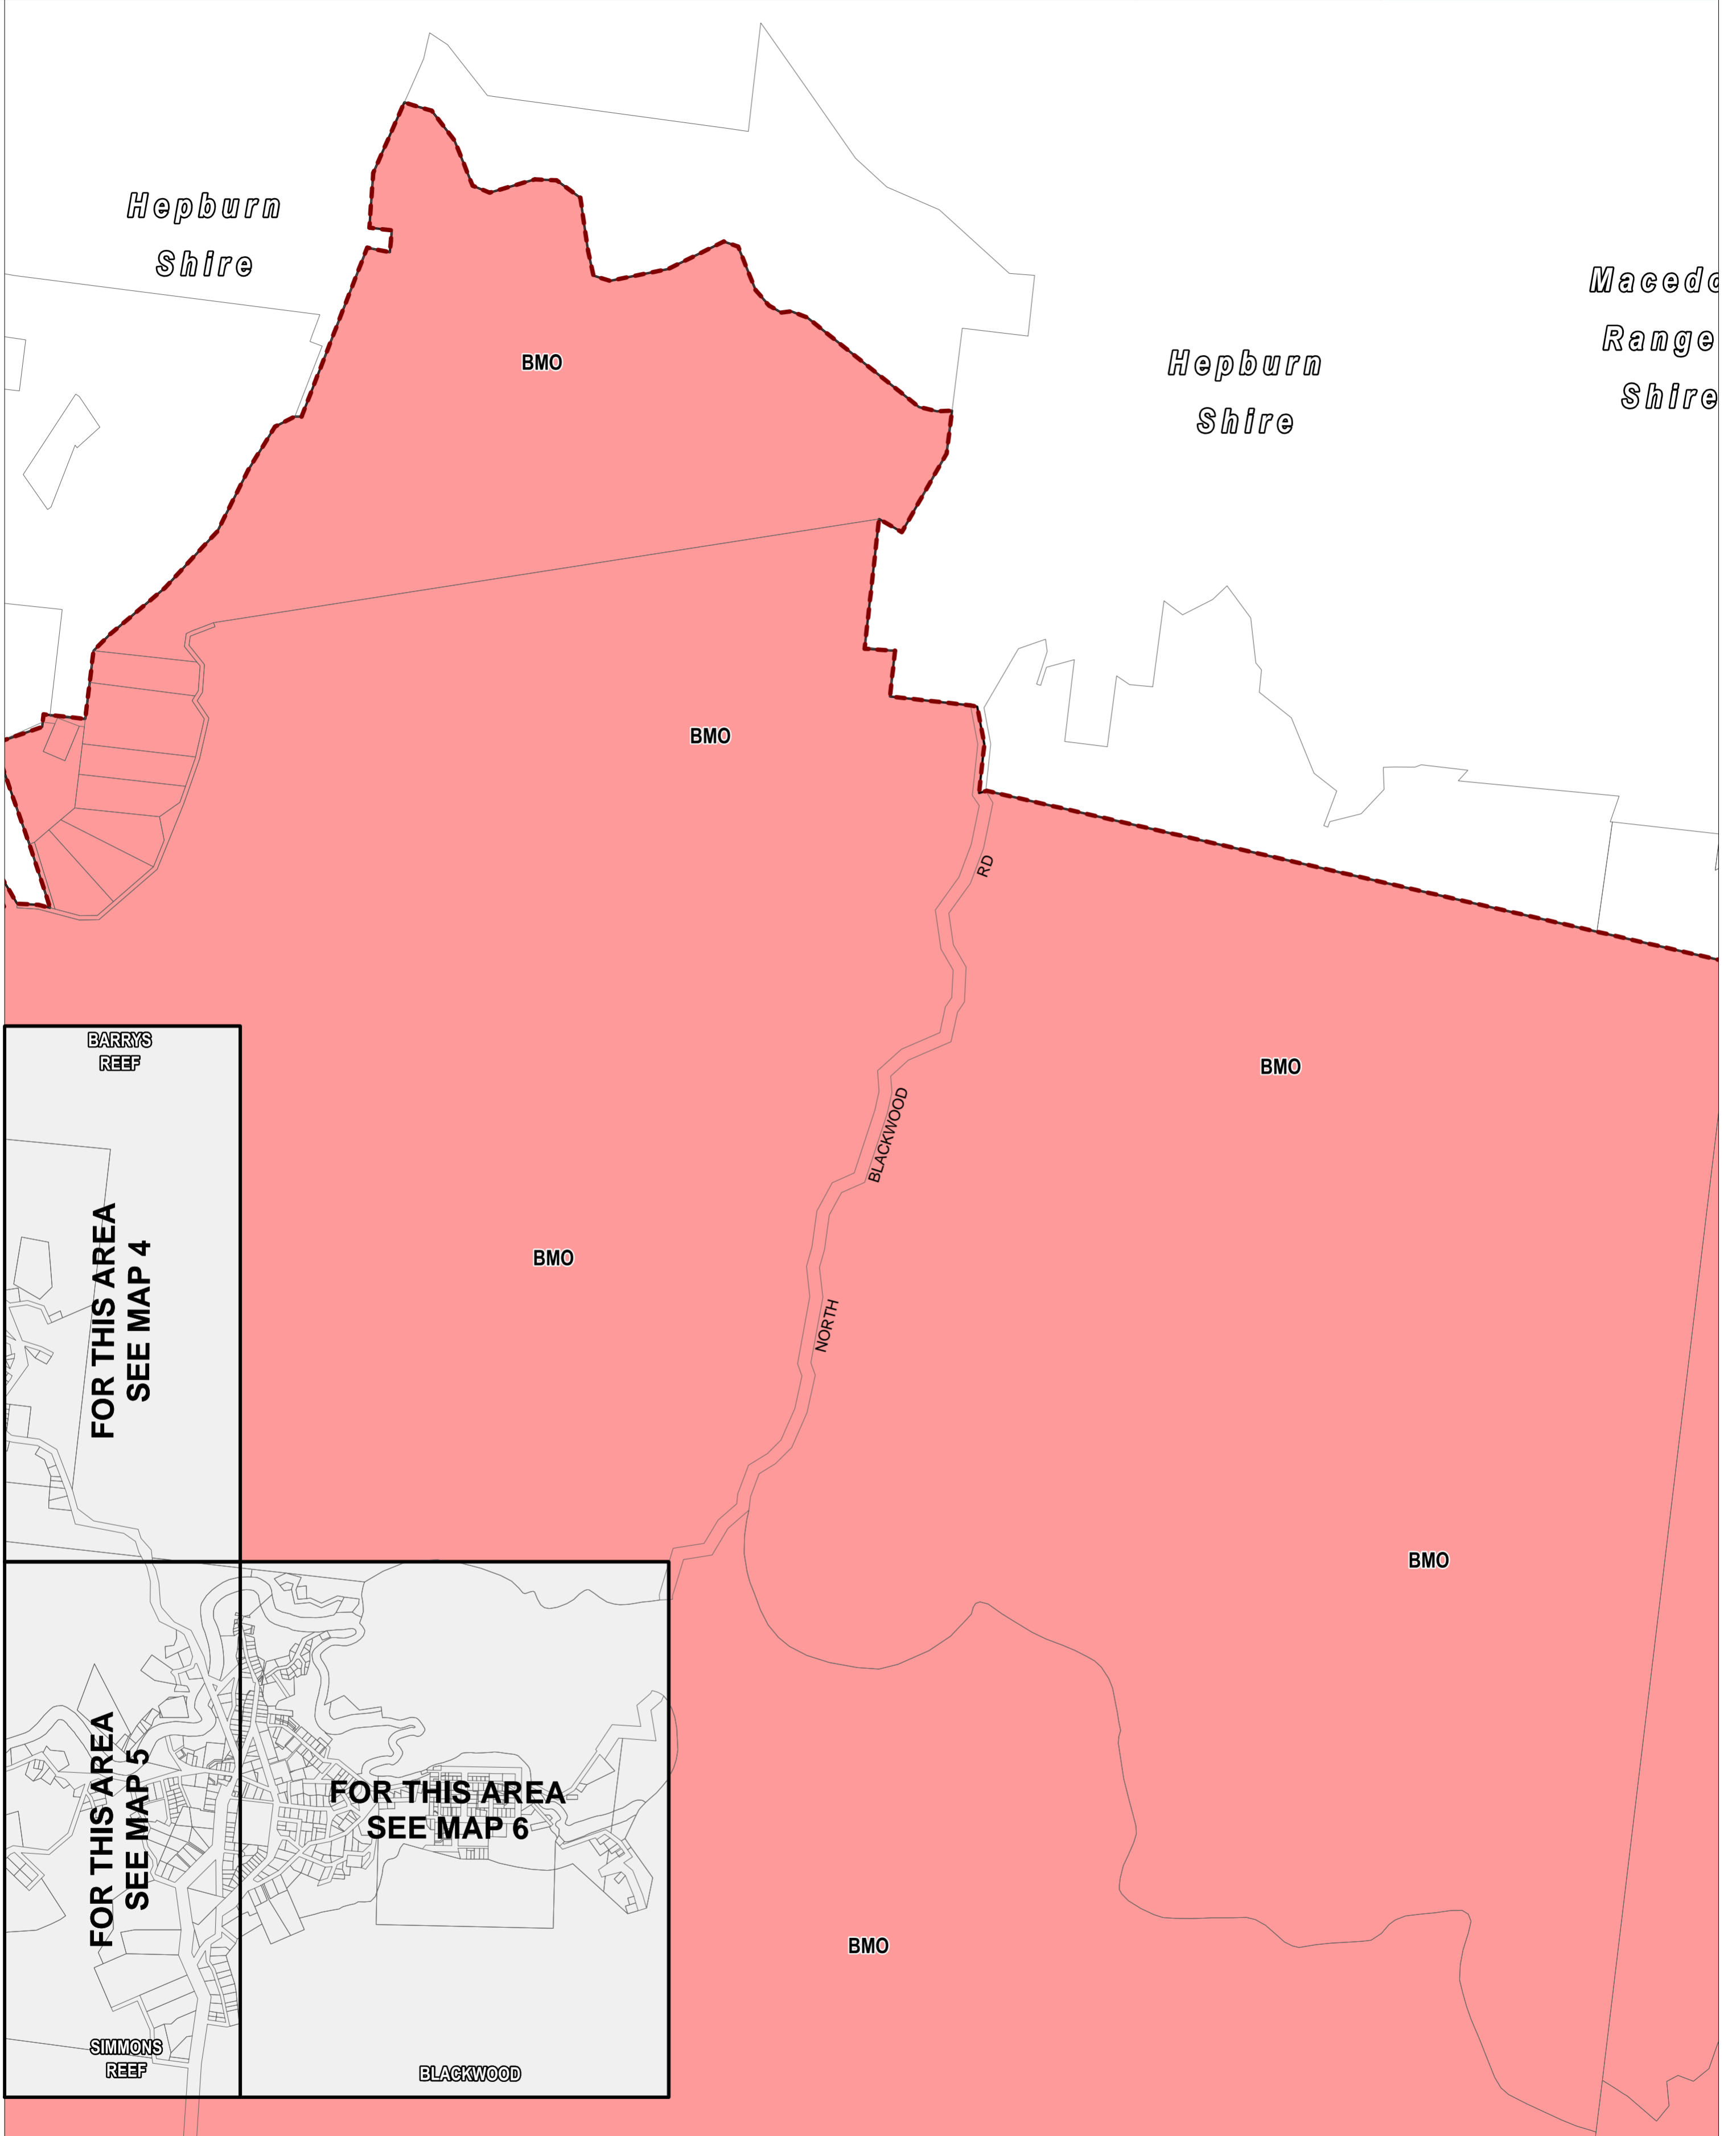 Hepburn
Shire
Macedo
Range
Shire
Hepburn
Shire
BMO
BMO
RD
BMO
BLACKWOOD
BMO
NORTH
BARRYS
REEF
FOR THIS AREA
SEE MAP 4
BMO
FOR THIS AREA
SEE MAP 5
FOR THIS AREA
SEE MAP 6
BMO
SIMMONS
REEF
BLACKWOOD